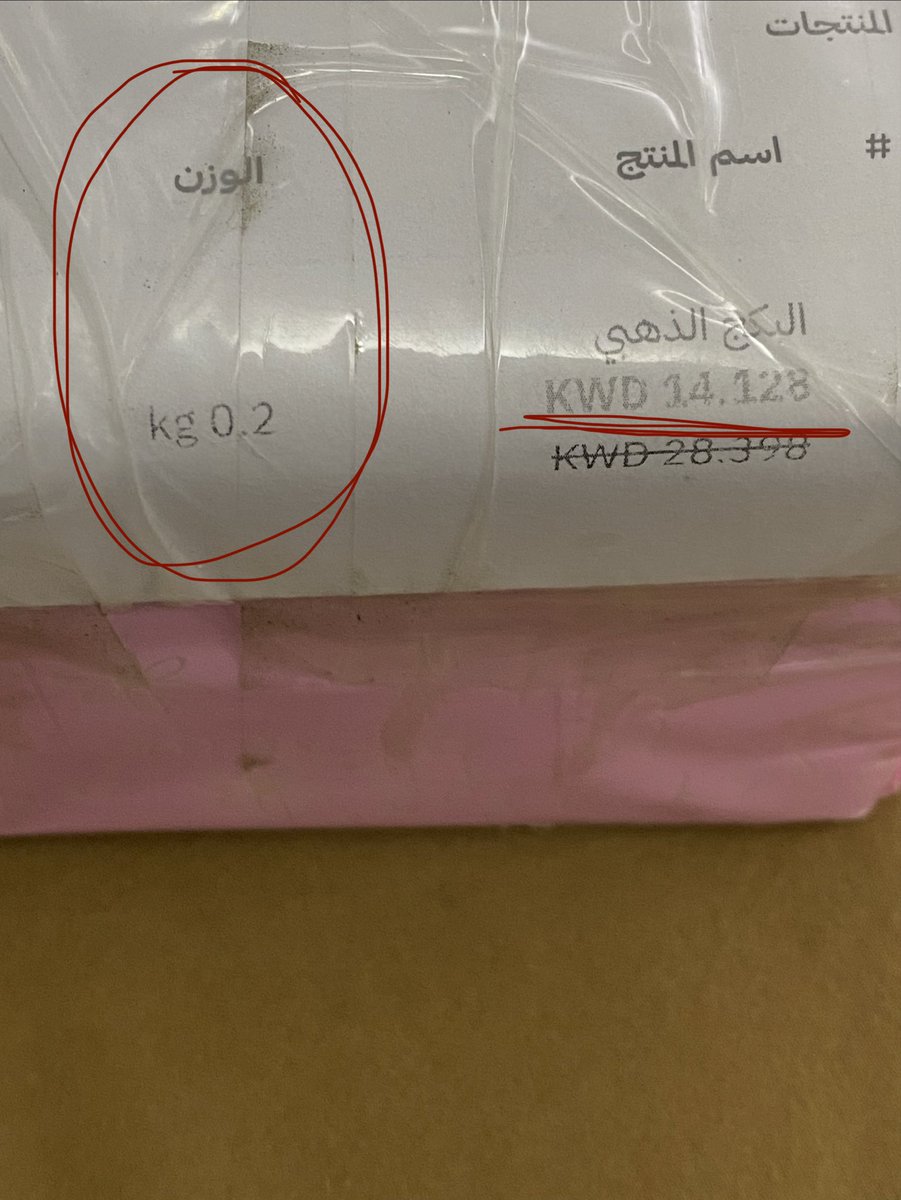 المنتجات
# اسم المنتج الوزن
البكج الذهبي
KWD 14.128
kg 0.2
KWD 28.398